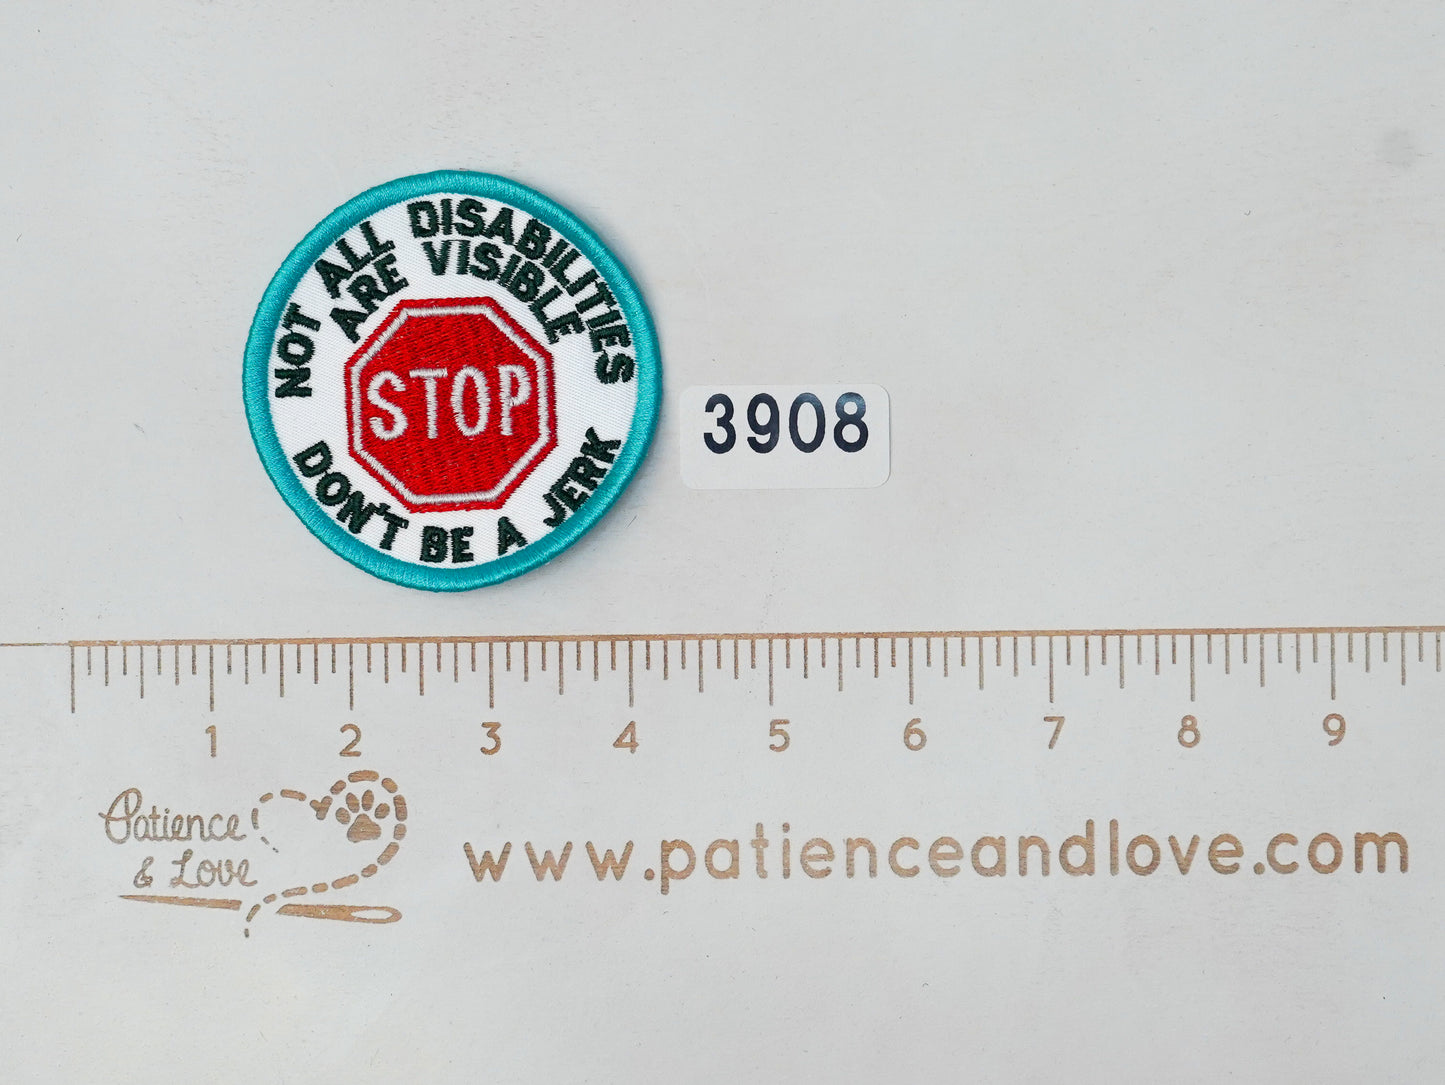 NOT ALL DISABILITIES
ARE VISIBLE
STOP
DON'T BE A JERK
3908
1 2 3 4 5 6 7 8 9
Patience
& Love
www.patienceandlove.com